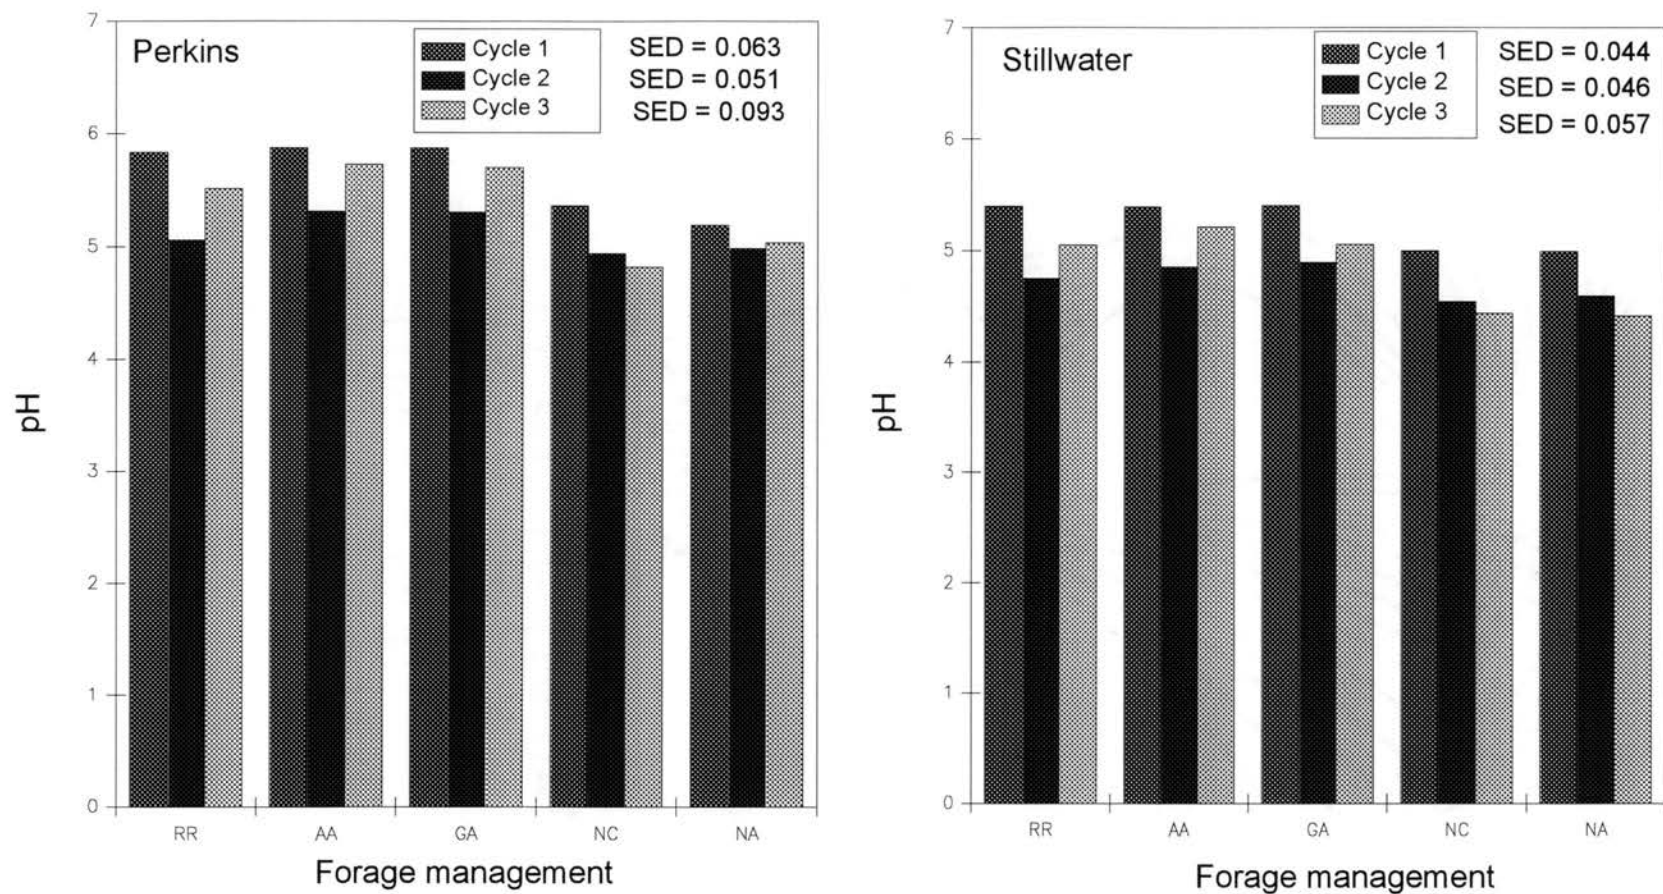 Perkins
Cycle 1 SED = 0.063
Cycle 2 SED = 0.051
Cycle 3 SED = 0.093
7
6
5
4
3
2
1
0
pH
RR AA GA NC NA
Forage management
Stillwater
Cycle 1 SED = 0.044
Cycle 2 SED = 0.046
Cycle 3 SED = 0.057
7
6
5
4
3
2
1
0
pH
RR AA GA NC NA
Forage management